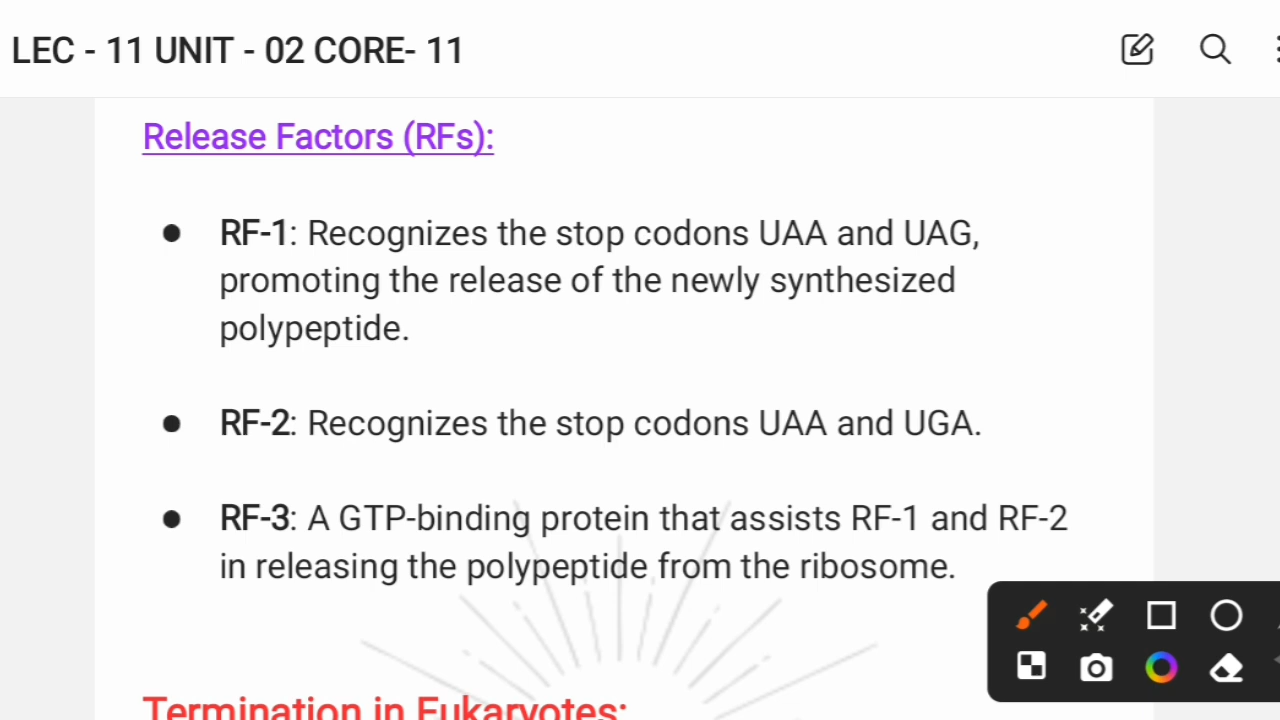 LEC - 11 UNIT - 02 CORE- 11
Release Factors (RFs):
● RF-1: Recognizes the stop codons UAA and UAG,
promoting the release of the newly synthesized
polypeptide.
● RF-2: Recognizes the stop codons UAA and UGA.
● RF-3: A GTP-binding protein that assists RF-1 and RF-2
in releasing the polypeptide from the ribosome.
Termination in Eukaryotes: